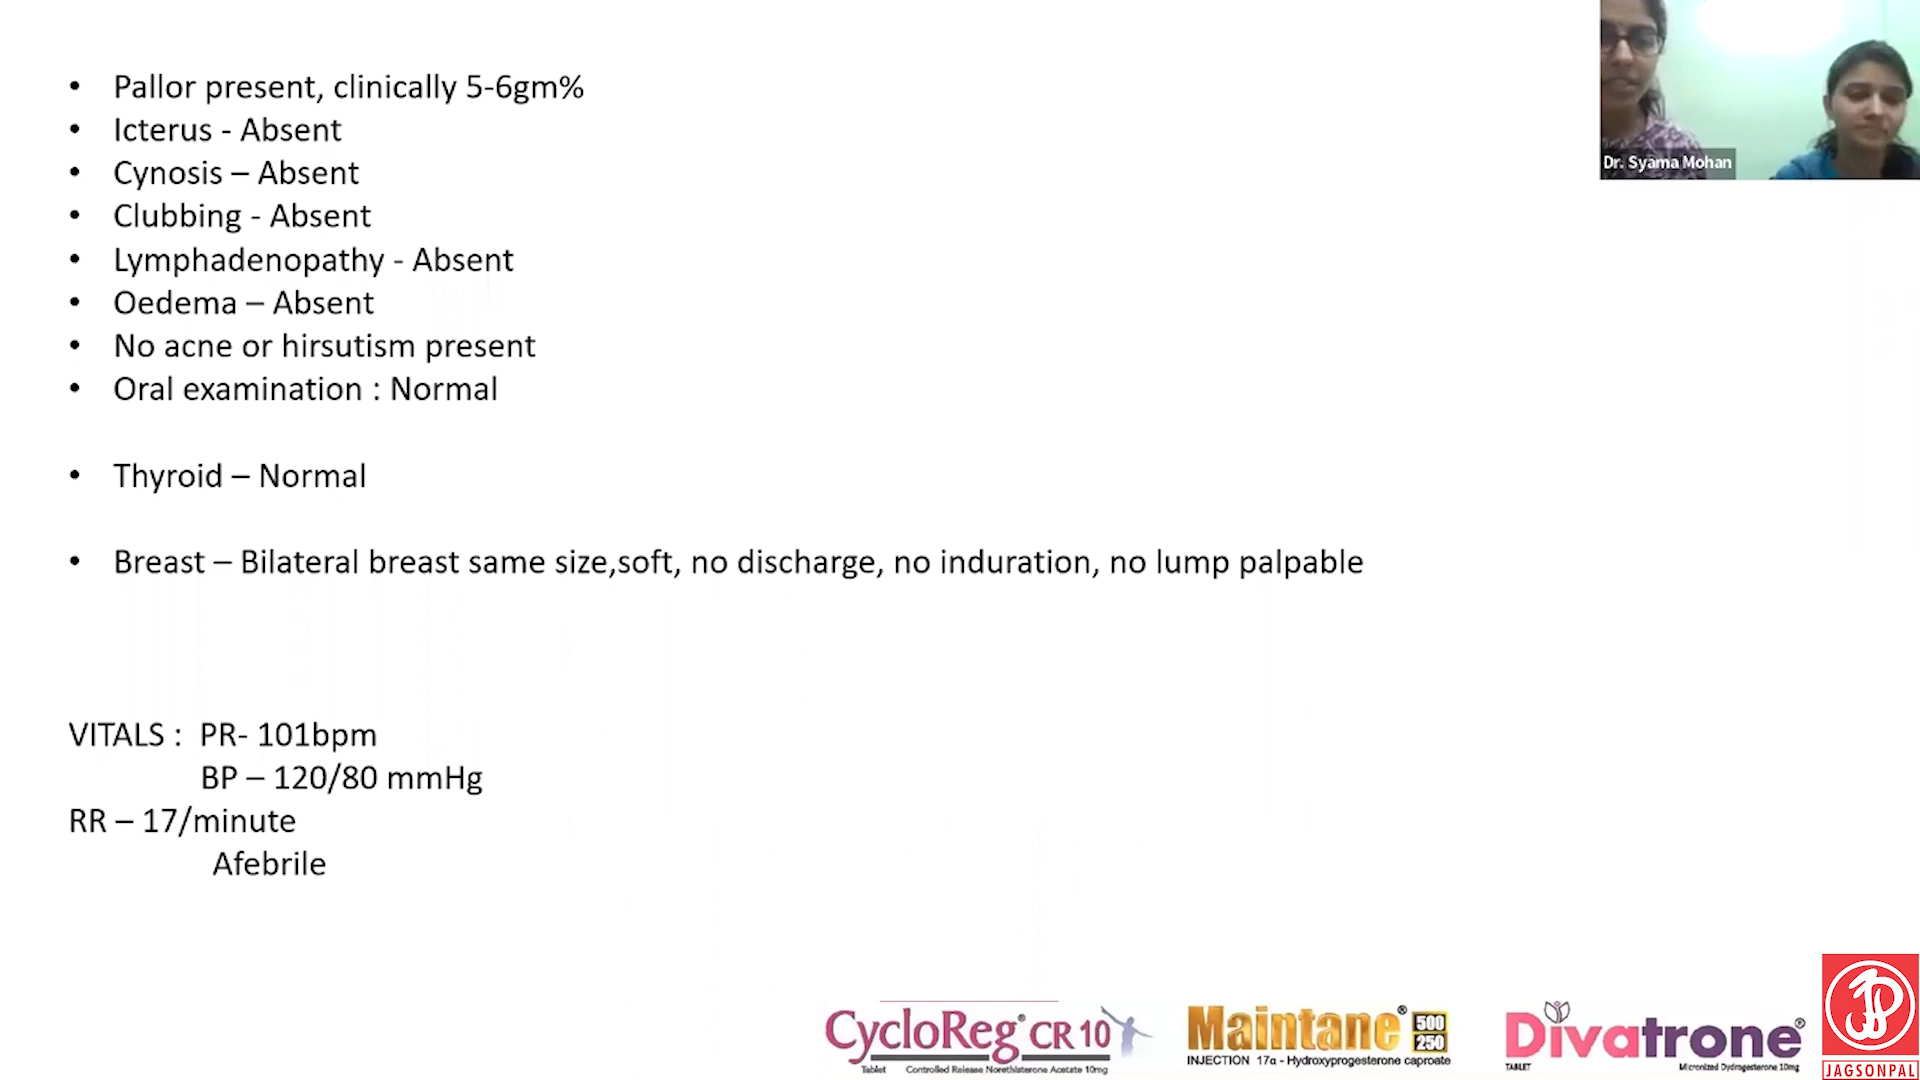 • Pallor present, clinically 5-6gm%
• Icterus - Absent
• Cynosis – Absent
• Clubbing - Absent
• Lymphadenopathy - Absent
• Oedema – Absent
• No acne or hirsutism present
• Oral examination : Normal
• Thyroid – Normal
• Breast – Bilateral breast same size,soft, no discharge, no induration, no lump palpable
VITALS : PR- 101bpm
BP – 120/80 mmHg
RR – 17/minute
Afebrile
Dr. Syama Mohan
CycloReg® CR 10
Tablet Controlled Release Norethisterone Acetate 10mg
Maintane® 500 250
INJECTION 17α - Hydroxyprogesterone caproate
Divatrone®
TABLET Micronized Dydrogesterone 10mg
JAGSONPAL